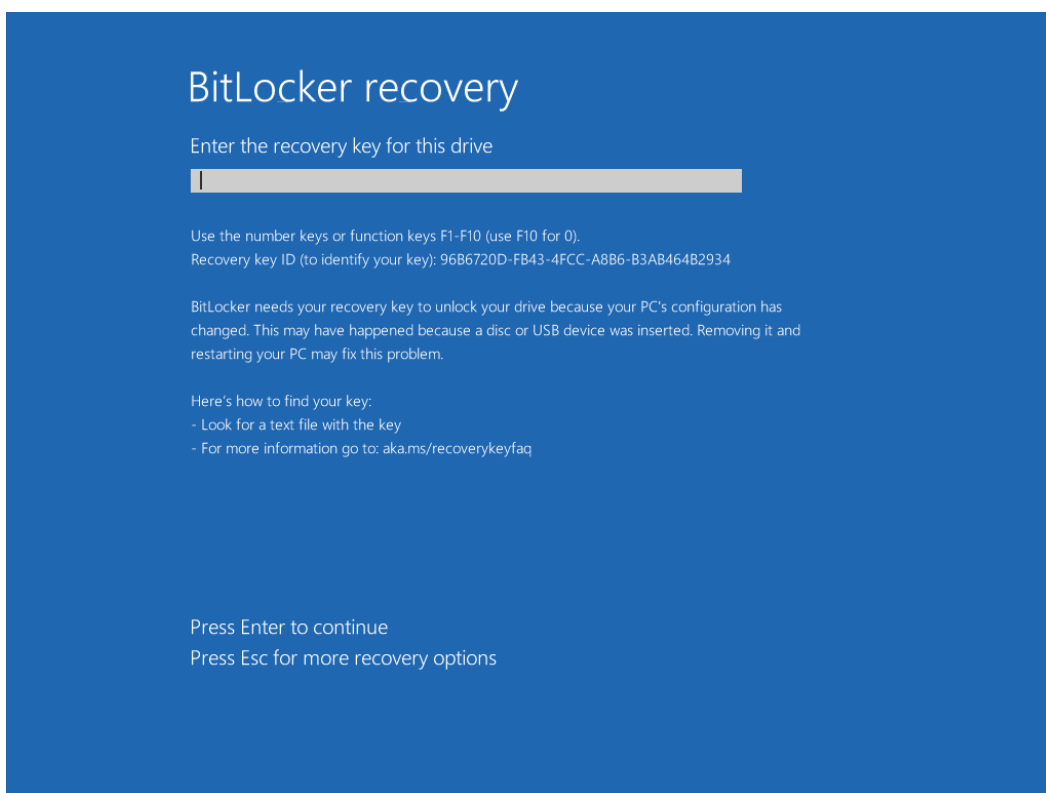 BitLocker recovery
Enter the recovery key for this drive
Use the number keys or function keys F1-F10 (use F10 for 0).
Recovery key ID (to identify your key): 96B6720D-FB43-4FCC-A8B6-B3AB464B2934
BitLocker needs your recovery key to unlock your drive because your PC's configuration has
changed. This may have happened because a disc or USB device was inserted. Removing it and
restarting your PC may fix this problem.
Here's how to find your key:
- Look for a text file with the key
- For more information go to: aka.ms/recoverykeyfaq
Press Enter to continue
Press Esc for more recovery options